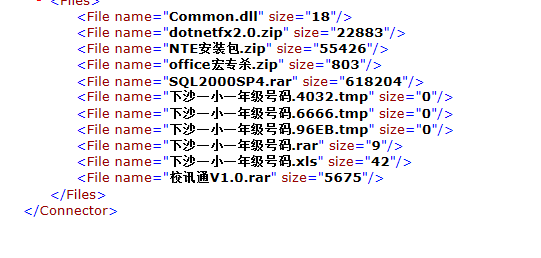 - <Files>
<File name="Common.dll" size="18"/>
<File name="dotnetfx2.0.zip" size="22883"/>
<File name="NTE安装包.zip" size="55426"/>
<File name="office宏专杀.zip" size="803"/>
<File name="SQL2000SP4.rar" size="618204"/>
<File name="下沙一小一年级号码.4032.tmp" size="0"/>
<File name="下沙一小一年级号码.6666.tmp" size="0"/>
<File name="下沙一小一年级号码.96EB.tmp" size="0"/>
<File name="下沙一小一年级号码.rar" size="9"/>
<File name="下沙一小一年级号码.xls" size="42"/>
<File name="校讯通V1.0.rar" size="5675"/>
</Files>
</Connector>